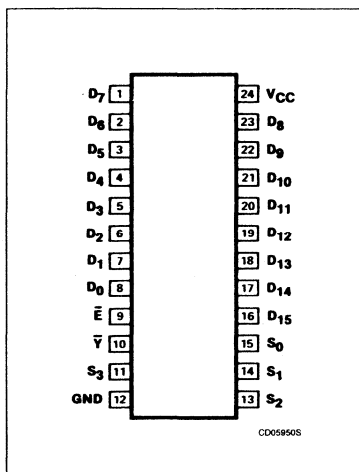 D7 1 24 VCC
D6 2 23 D8
D5 3 22 D9
D4 4 21 D10
D3 5 20 D11
D2 6 19 D12
D1 7 18 D13
D0 8 17 D14
Ē 9 16 D15
Ȳ 10 15 S0
S3 11 14 S1
GND 12 13 S2
CD05950S